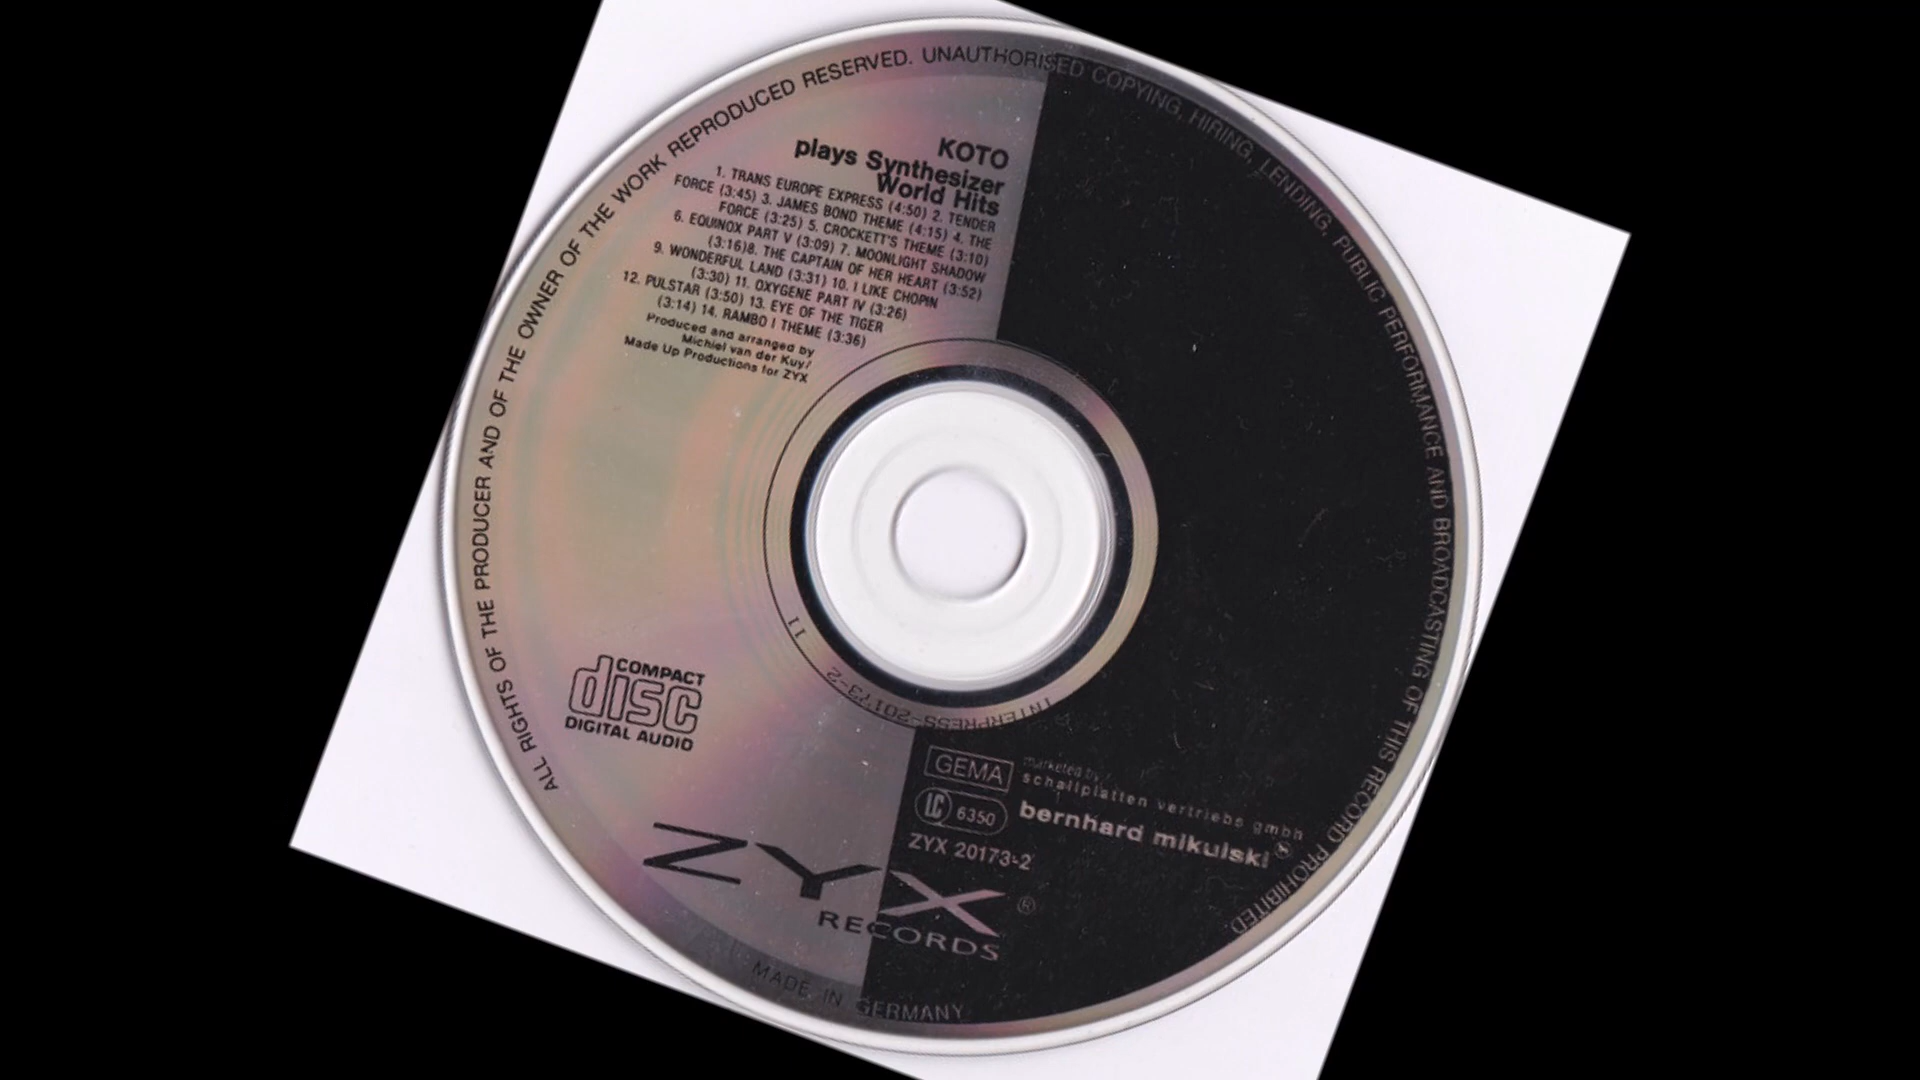 ALL RIGHTS OF THE PRODUCER AND OF THE OWNER OF THE WORK REPRODUCED RESERVED. UNAUTHORISED COPYING, HIRING, LENDING, PUBLIC PERFORMANCE AND BROADCASTING OF THIS RECORD PROHIBITED
KOTO
plays Synthesizer
World Hits
1. TRANS EUROPE EXPRESS (4:50) 2. TENDER
FORCE (3:45) 3. JAMES BOND THEME (4:15) 4. THE
FORCE (3:25) 5. CROCKETT'S THEME (3:10)
6. EQUINOX PART V (3:09) 7. MOONLIGHT SHADOW
(3:16)8. THE CAPTAIN OF HER HEART (3:52)
9. WONDERFUL LAND (3:31) 10. I LIKE CHOPIN
(3:30) 11. OXYGENE PART IV (3:26)
12. PULSTAR (3:50) 13. EYE OF THE TIGER
(3:14) 14. RAMBO I THEME (3:36)
Produced and arranged by
Michiel van der Kuy/
Made Up Productions for ZYX
11
INTERPRESS-20173-2
COMPACT
disc
DIGITAL AUDIO
GEMA
marketed by
schallplatten vertriebs gmbh
LC 6350
bernhard mikulski
ZYX 20173-2
ZYX ®
RECORDS
MADE IN GERMANY